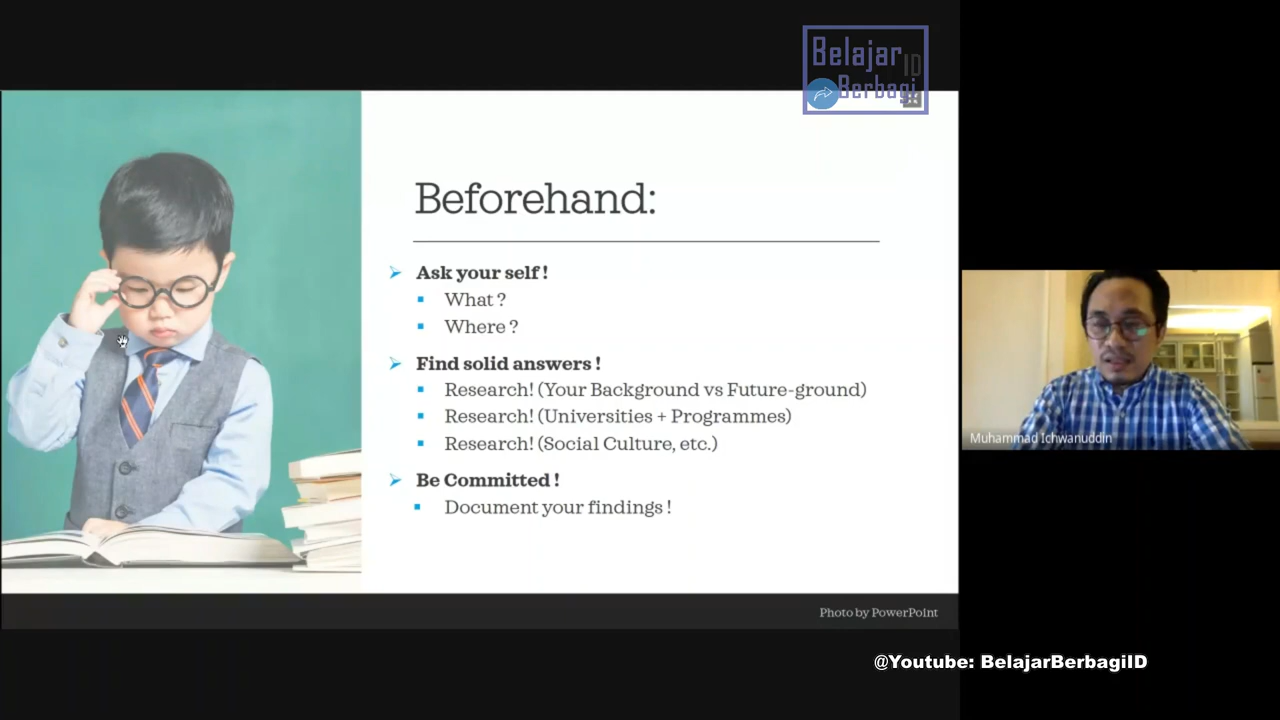 Belajar ID
Berbagi
Beforehand:
Ask your self !
What ?
Where ?
Find solid answers !
Research! (Your Background vs Future-ground)
Research! (Universities + Programmes)
Research! (Social Culture, etc.)
Be Committed !
Document your findings !
Photo by PowerPoint
Muhammad Ichwanuddin
@Youtube: BelajarBerbagiID